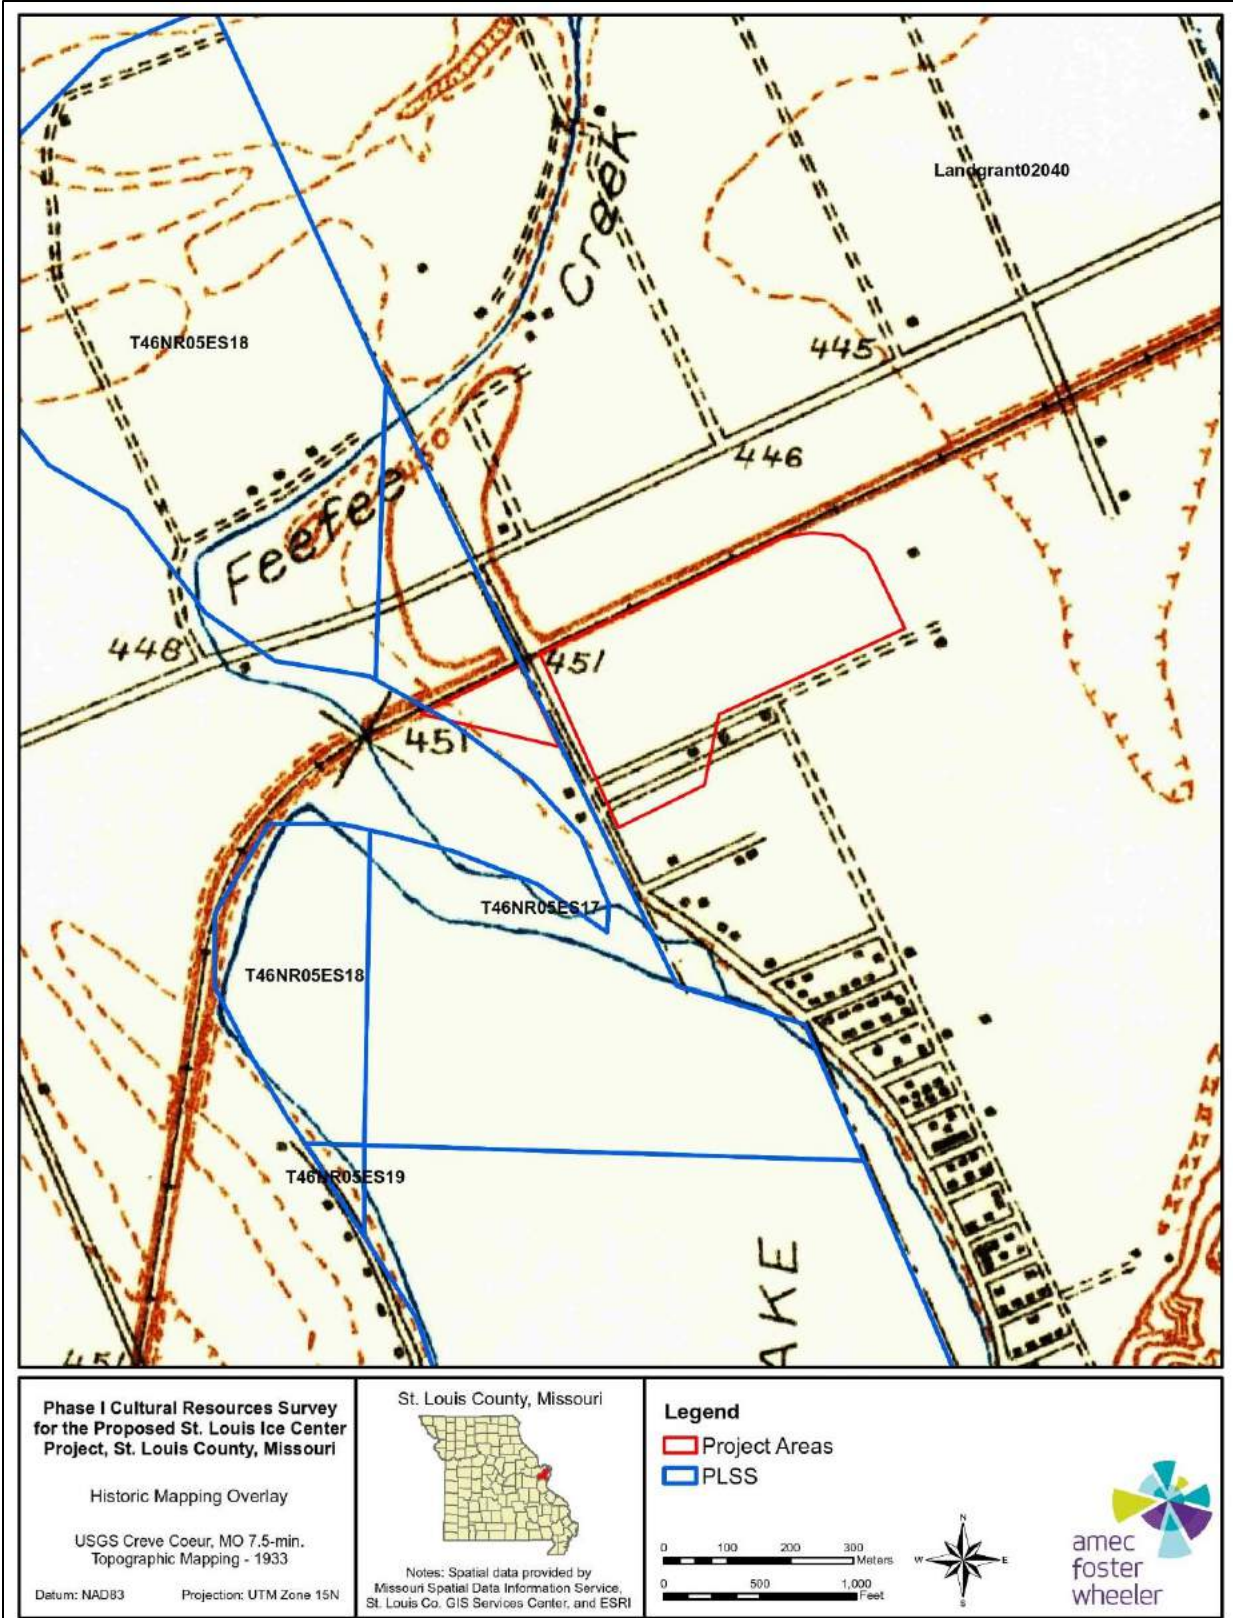 Creek
Landgrant02040
T46NR05ES18
445
450
446
Feefee
448
451
451
T46NR05ES17
T46NR05ES18
T46NR05ES19
AKE
451
Phase I Cultural Resources Survey
for the Proposed St. Louis Ice Center
Project, St. Louis County, Missouri
Historic Mapping Overlay
USGS Creve Coeur, MO 7.5-min.
Topographic Mapping - 1933
Datum: NAD83 Projection: UTM Zone 15N
St. Louis County, Missouri
Notes: Spatial data provided by
Missouri Spatial Data Information Service,
St. Louis Co. GIS Services Center, and ESRI
Legend
Project Areas
PLSS
0 100 200 300
Meters
0 500 1,000
Feet
N
W E
S
amec
foster
wheeler